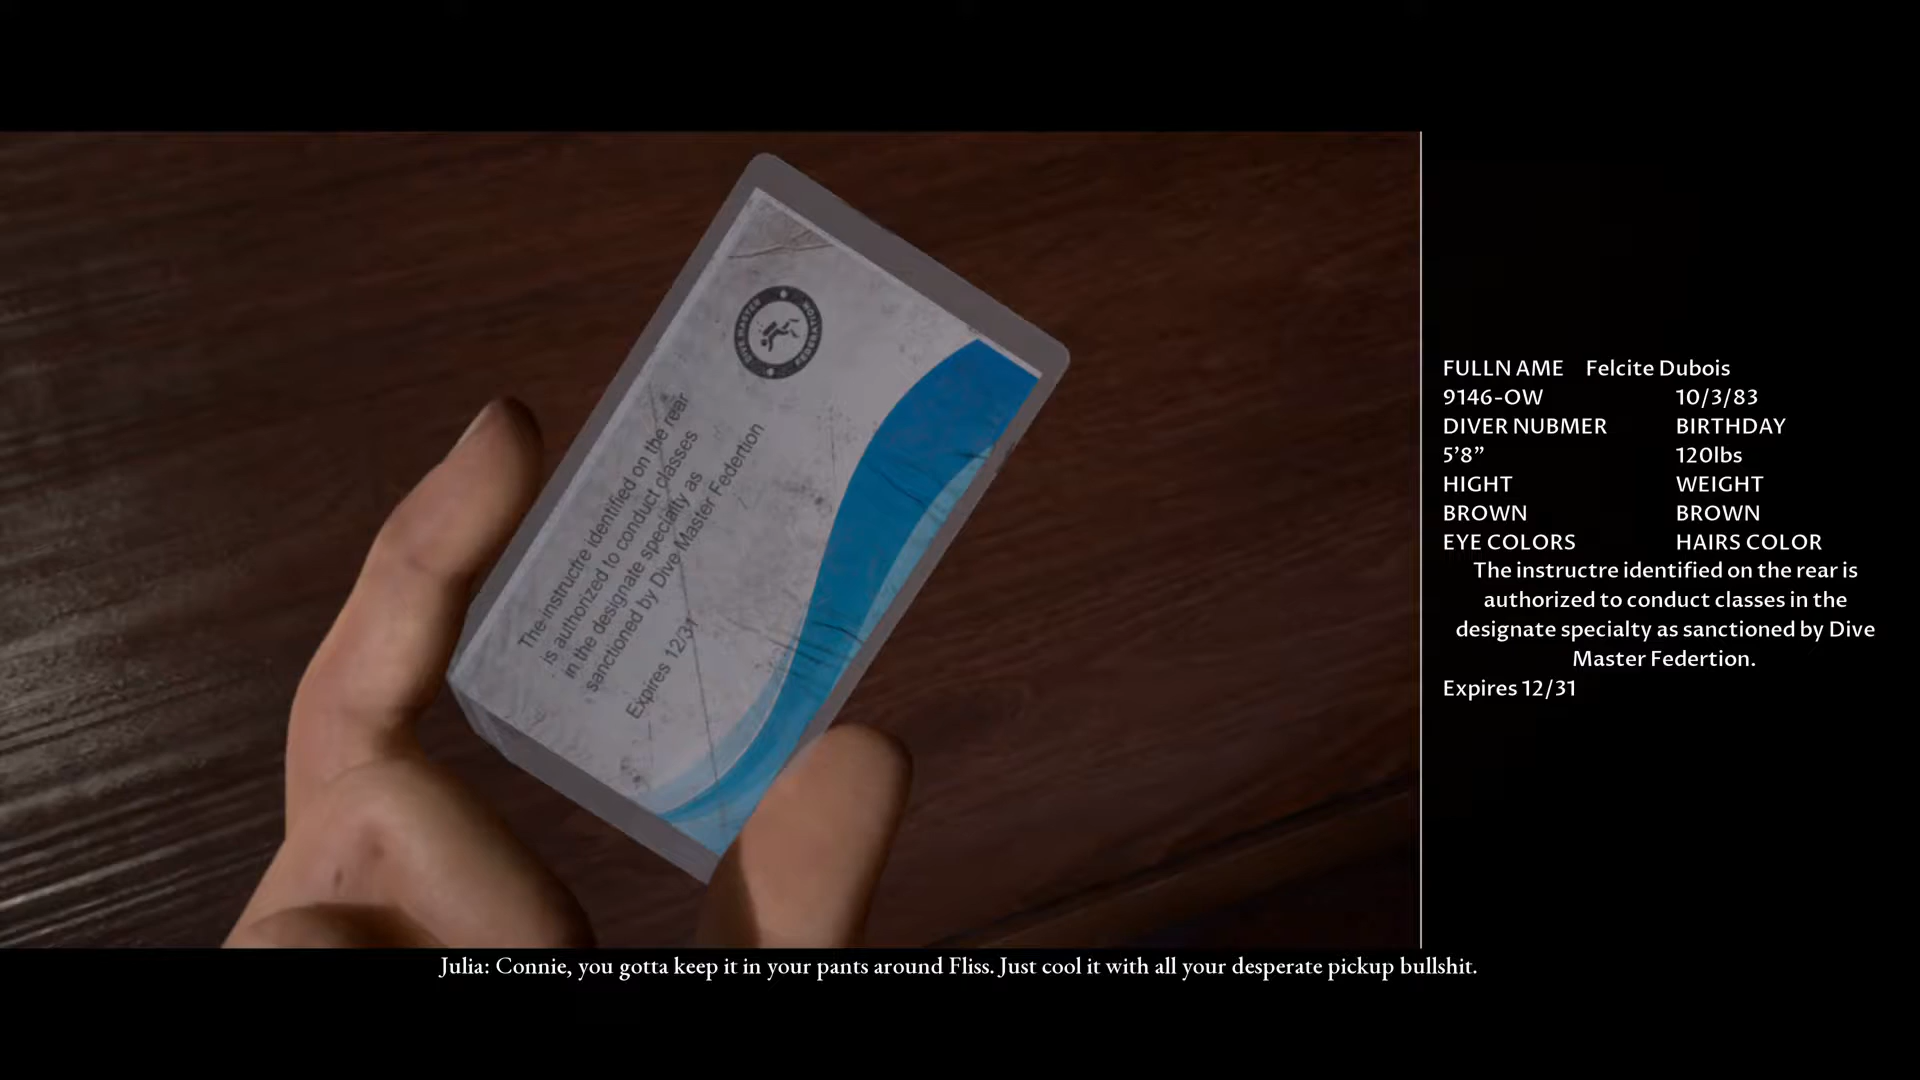 DIVE MASTER
FEDERATION
The instructre identified on the rear
is authorized to conduct classes
in the designate specialty as
sanctioned by Dive Master Federtion
Expires 12/31
FULLN AME Felcite Dubois
9146-OW 10/3/83
DIVER NUBMER BIRTHDAY
5’8” 120lbs
HIGHT WEIGHT
BROWN BROWN
EYE COLORS HAIRS COLOR
The instructre identified on the rear is
authorized to conduct classes in the
designate specialty as sanctioned by Dive
Master Federtion.
Expires 12/31
Julia: Connie, you gotta keep it in your pants around Fliss. Just cool it with all your desperate pickup bullshit.